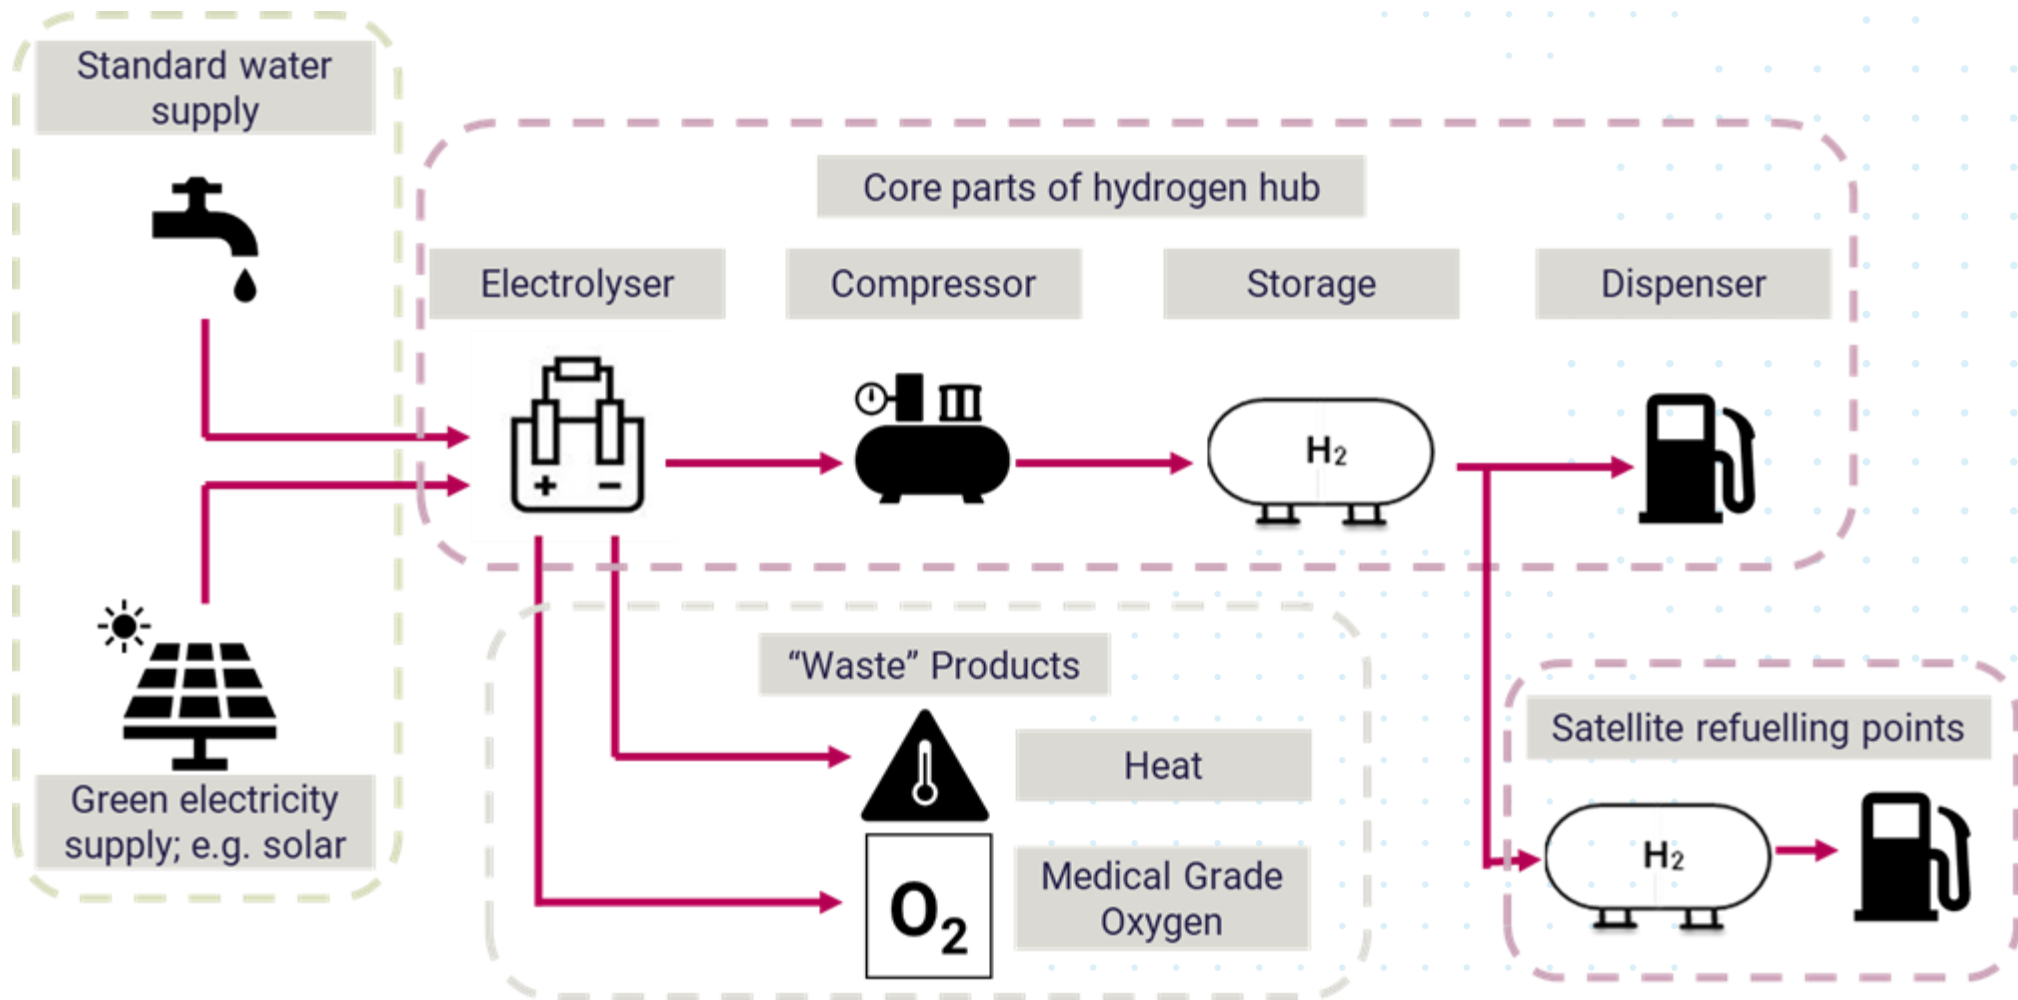 Standard water
supply
Core parts of hydrogen hub
Electrolyser
Compressor
Storage
Dispenser
+ −
H₂
“Waste” Products
Heat
Satellite refuelling points
Green electricity
supply; e.g. solar
H₂
O₂
Medical Grade
Oxygen